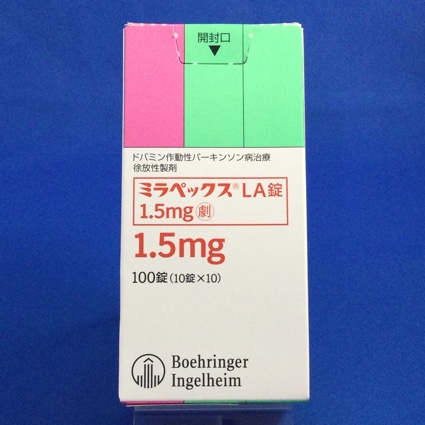 開封口
▼
ドパミン作動性パーキンソン病治療
徐放性製剤
ミラペックス®LA錠
1.5mg 劇
1.5mg
100錠(10錠×10)
Boehringer
Ingelheim